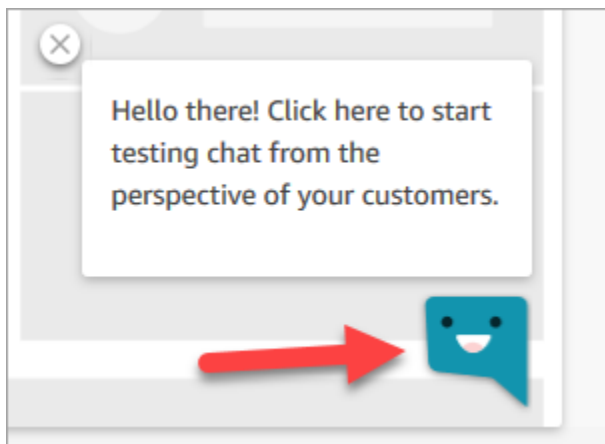 Hello there! Click here to start
testing chat from the
perspective of your customers.